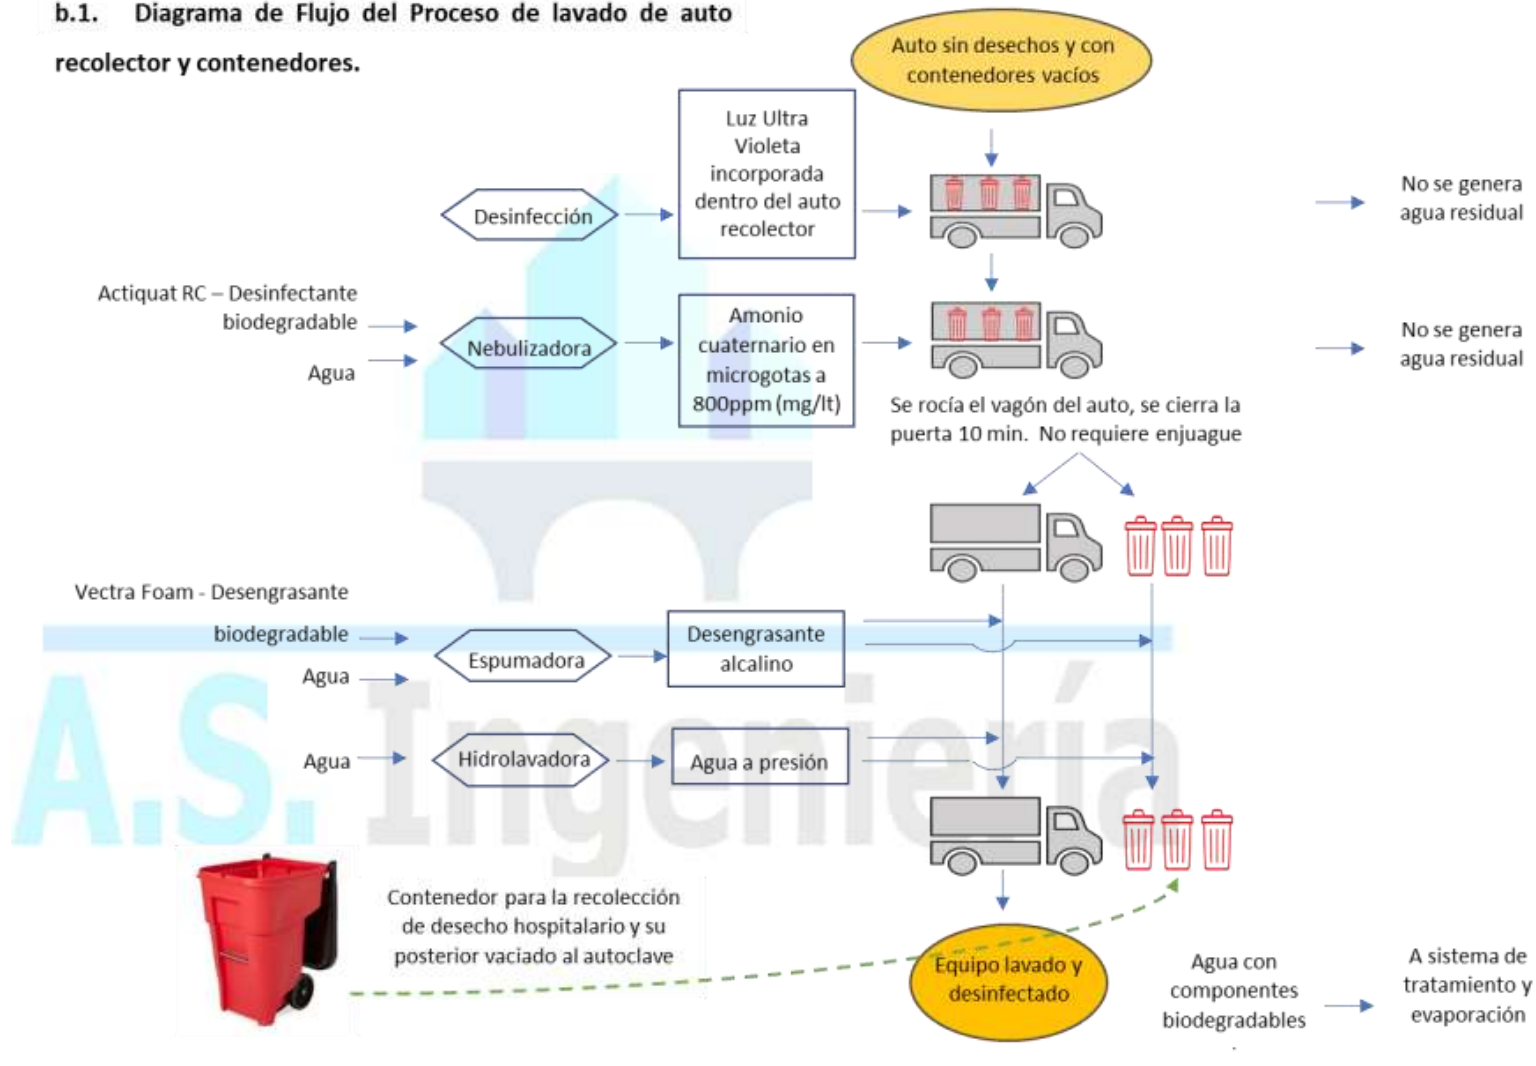 b.1. Diagrama de Flujo del Proceso de lavado de auto
recolector y contenedores.
Auto sin desechos y con
contenedores vacíos
Luz Ultra
Violeta
incorporada
dentro del auto
recolector
Desinfección
No se genera
agua residual
Actiquat RC – Desinfectante
biodegradable
Agua
Nebulizadora
Amonio
cuaternario en
microgotas a
800ppm (mg/lt)
No se genera
agua residual
Se rocía el vagón del auto, se cierra la
puerta 10 min. No requiere enjuague
Vectra Foam - Desengrasante
biodegradable
Agua
Espumadora
Desengrasante
alcalino
Agua
Hidrolavadora
Agua a presión
A.S. Ingeniería
Contenedor para la recolección
de desecho hospitalario y su
posterior vaciado al autoclave
Equipo lavado y
desinfectado
Agua con
componentes
biodegradables
.
A sistema de
tratamiento y
evaporación